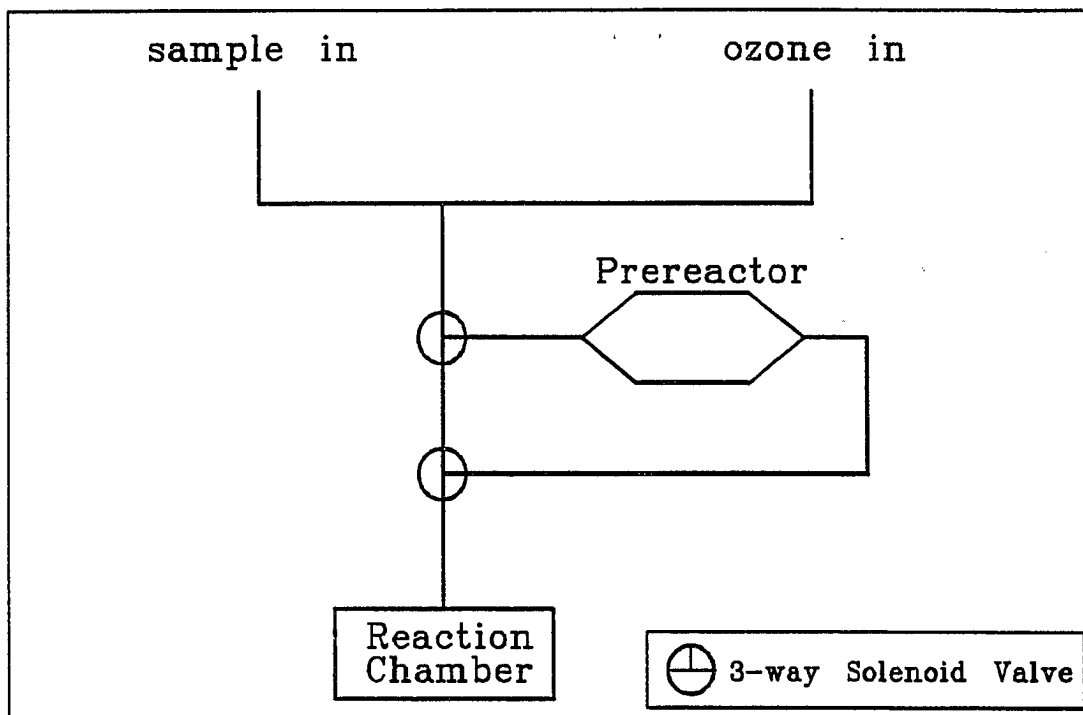 sample in
ozone in
Prereactor
Reaction
Chamber
3-way Solenoid Valve